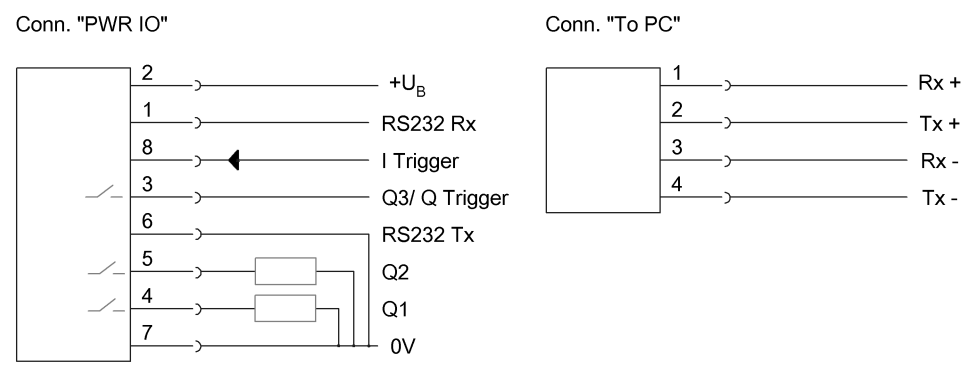 Conn. "PWR IO"
2 +UB
1 RS232 Rx
8 I Trigger
3 Q3/ Q Trigger
6 RS232 Tx
5 Q2
4 Q1
7 0V
Conn. "To PC"
1 Rx +
2 Tx +
3 Rx -
4 Tx -